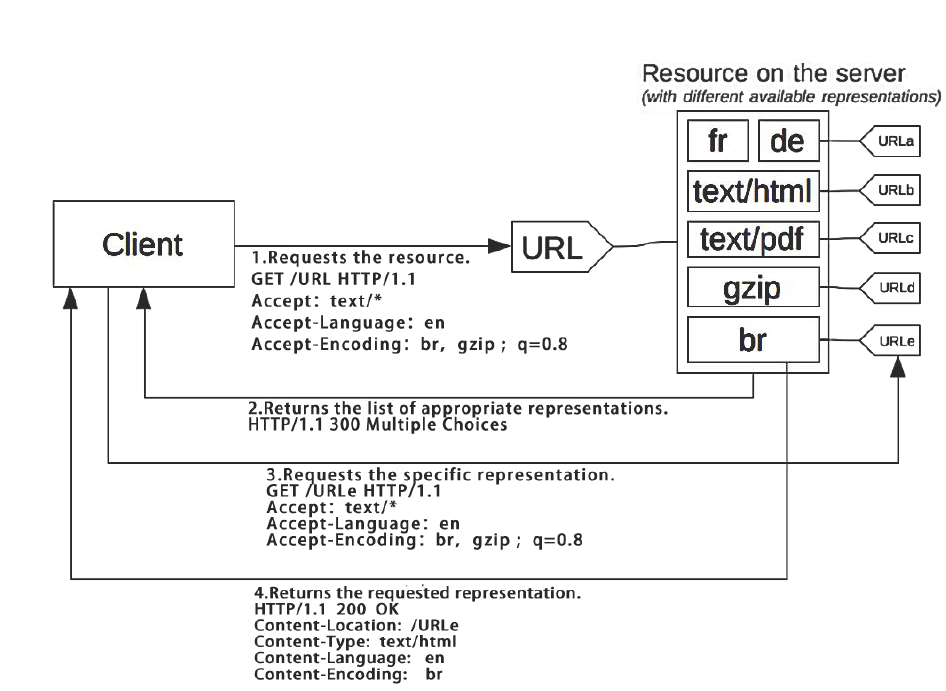 Resource on the server
(with different available representations)
fr de URLa
text/html URLb
Client URL text/pdf URLc
1.Requests the resource.
GET /URL HTTP/1.1
Accept: text/*
Accept-Language: en
Accept-Encoding: br, gzip ; q=0.8
gzip URLd
br URLe
2.Returns the list of appropriate representations.
HTTP/1.1 300 Multiple Choices
3.Requests the specific representation.
GET /URLe HTTP/1.1
Accept: text/*
Accept-Language: en
Accept-Encoding: br, gzip ; q=0.8
4.Returns the requested representation.
HTTP/1.1 200 OK
Content-Location: /URLe
Content-Type: text/html
Content-Language: en
Content-Encoding: br